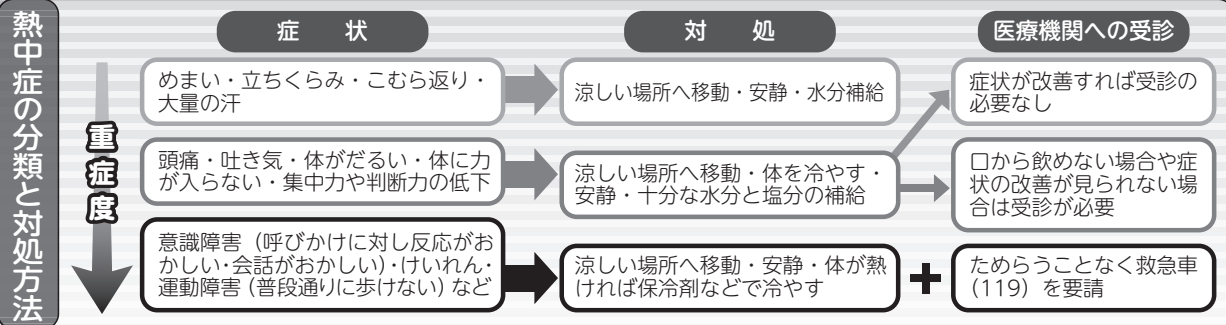 熱中症の分類と対処方法
症状
対処
医療機関への受診
重症度
めまい・立ちくらみ・こむら返り・
大量の汗
涼しい場所へ移動・安静・水分補給
症状が改善すれば受診の
必要なし
頭痛・吐き気・体がだるい・体に力
が入らない・集中力や判断力の低下
涼しい場所へ移動・体を冷やす・
安静・十分な水分と塩分の補給
口から飲めない場合や症
状の改善が見られない場
合は受診が必要
意識障害（呼びかけに対し反応がお
かしい・会話がおかしい）・けいれん・
運動障害（普段通りに歩けない）など
涼しい場所へ移動・安静・体が熱
ければ保冷剤などで冷やす
+
ためらうことなく救急車
（119）を要請